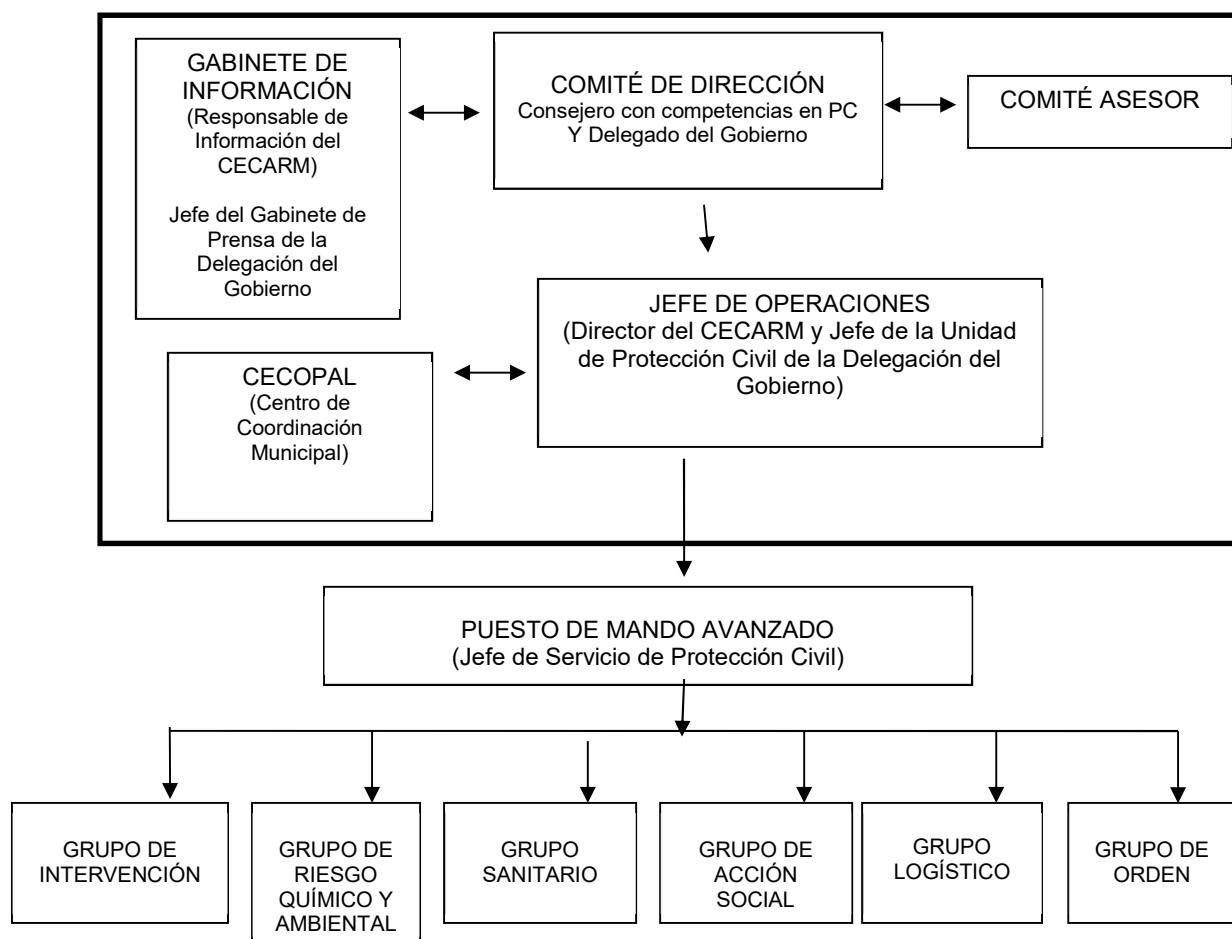 GABINETE DE
INFORMACIÓN
(Responsable de
Información del
CECARM)
Jefe del Gabinete de
Prensa de la
Delegación del
Gobierno
COMITÉ DE DIRECCIÓN
Consejero con competencias en PC
Y Delegado del Gobierno
COMITÉ ASESOR
JEFE DE OPERACIONES
(Director del CECARM y Jefe de la Unidad
de Protección Civil de la Delegación del
Gobierno)
CECOPAL
(Centro de
Coordinación
Municipal)
PUESTO DE MANDO AVANZADO
(Jefe de Servicio de Protección Civil)
GRUPO DE
INTERVENCIÓN
GRUPO DE
RIESGO
QUÍMICO Y
AMBIENTAL
GRUPO
SANITARIO
GRUPO DE
ACCIÓN
SOCIAL
GRUPO
LOGÍSTICO
GRUPO DE
ORDEN